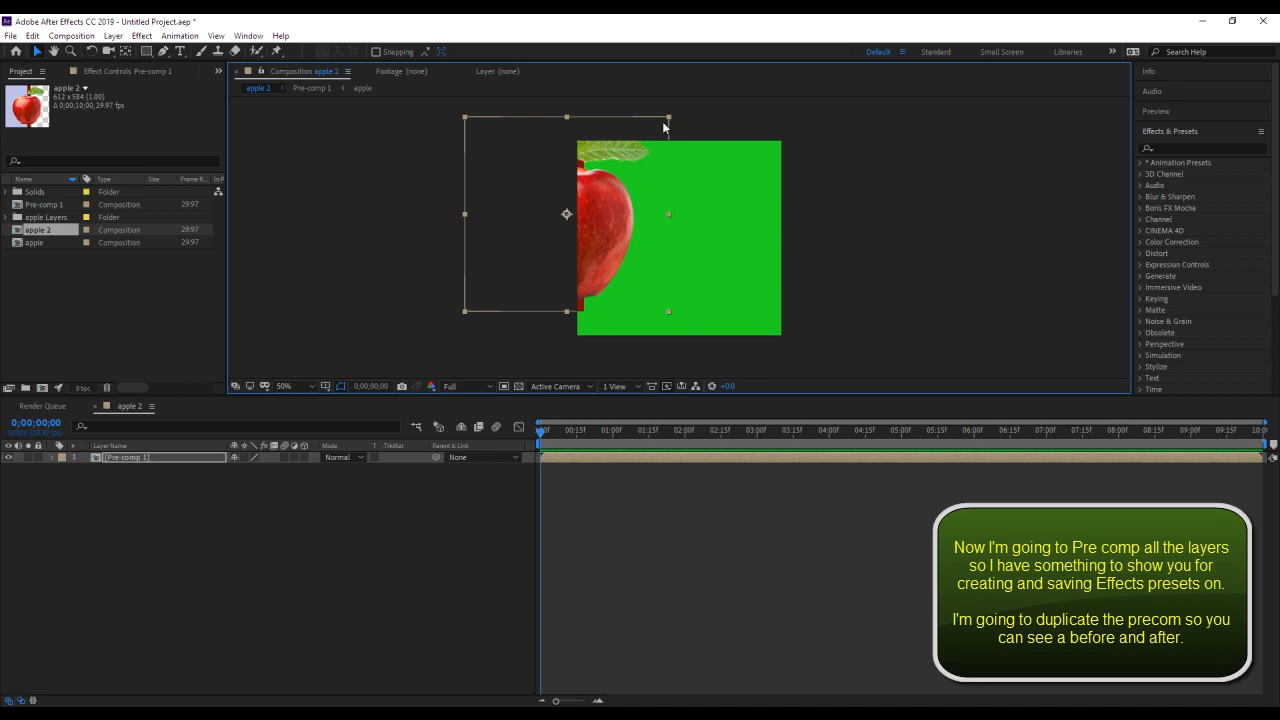 Adobe After Effects CC 2019 - Untitled Project.aep *
File Edit Composition Layer Effect Animation View Window Help
Snapping
Default Standard Small Screen Libraries Search Help
Project Effect Controls Pre-comp 1
Composition apple 2 Footage (none) Layer (none)
apple 2 Pre-comp 1 apple
apple 2
612 x 584 (1.00)
Δ 0;00;10;00, 29.97 fps
Name Type Size Frame R...
Solids Folder
Pre-comp 1 Composition 29.97
apple Layers Folder
apple 2 Composition 29.97
apple Composition 29.97
8 bpc
50% 0;00;00;00 Full Active Camera 1 View +0.0
Info
Audio
Preview
Effects & Presets
* Animation Presets
3D Channel
Audio
Blur & Sharpen
Boris FX Mocha
Channel
CINEMA 4D
Color Correction
Distort
Expression Controls
Generate
Immersive Video
Keying
Matte
Noise & Grain
Obsolete
Perspective
Simulation
Stylize
Text
Time
Render Queue apple 2
0;00;00;00
00000 (29.97 fps)
# Layer Name Mode T .TrkMat Parent & Link
1 [Pre-comp 1] Normal None
:00f 00:15f 01:00f 01:15f 02:00f 02:15f 03:00f 03:15f 04:00f 04:15f 05:00f 05:15f 06:00f 06:15f 07:00f 07:15f 08:00f 08:15f 09:00f 09:15f 10:0
Now I'm going to Pre comp all the layers
so I have something to show you for
creating and saving Effects presets on.
I'm going to duplicate the precom so you
can see a before and after.